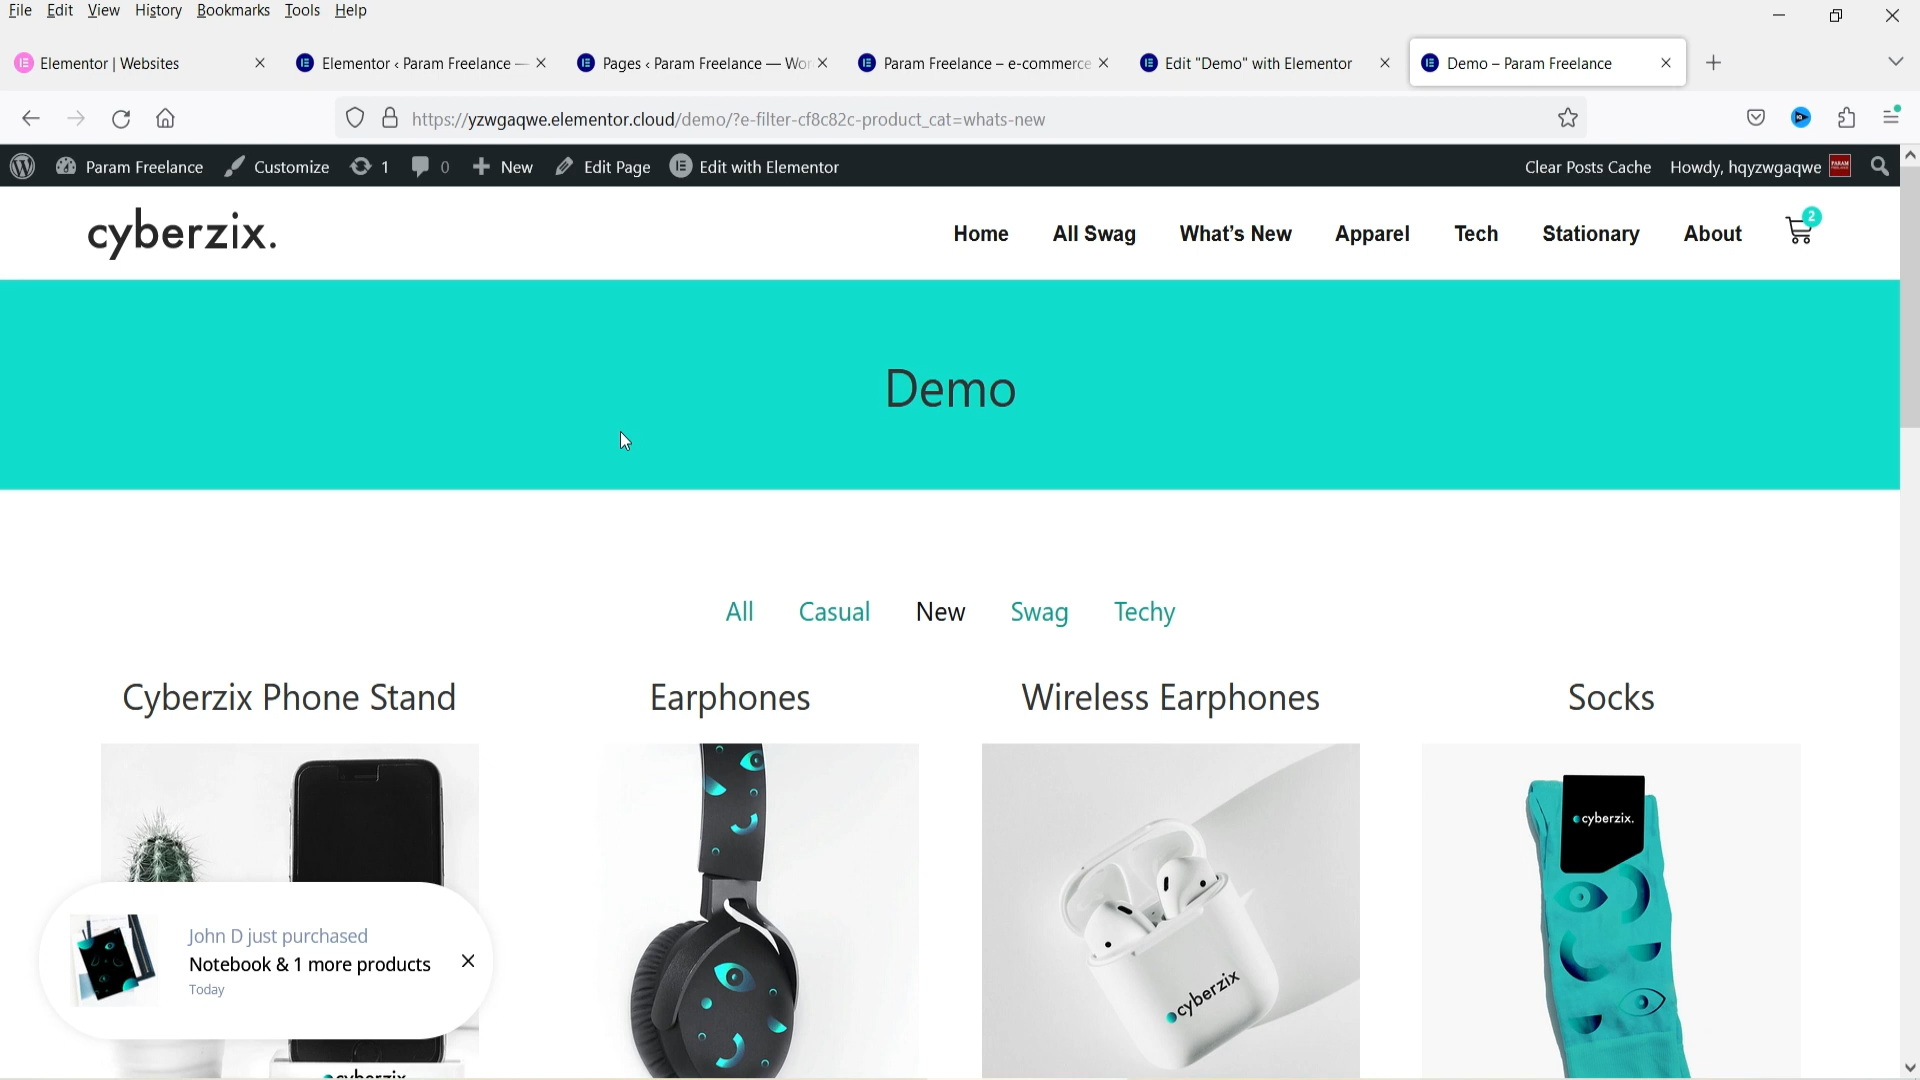 File Edit View History Bookmarks Tools Help
Elementor | Websites
Elementor ‹ Param Freelance —
Pages ‹ Param Freelance — Wor
Param Freelance – e-commerce
Edit "Demo" with Elementor
Demo – Param Freelance
https://yzwgaqwe.elementor.cloud/demo/?e-filter-cf8c82c-product_cat=whats-new
Param Freelance Customize 1 0 New Edit Page Edit with Elementor Clear Posts Cache Howdy, hqyzwgaqwe
cyberzix. Home All Swag What's New Apparel Tech Stationary About 2
Demo
All Casual New Swag Techy
Cyberzix Phone Stand Earphones Wireless Earphones Socks
cyberzix.
cyberzix
John D just purchased
Notebook & 1 more products
Today